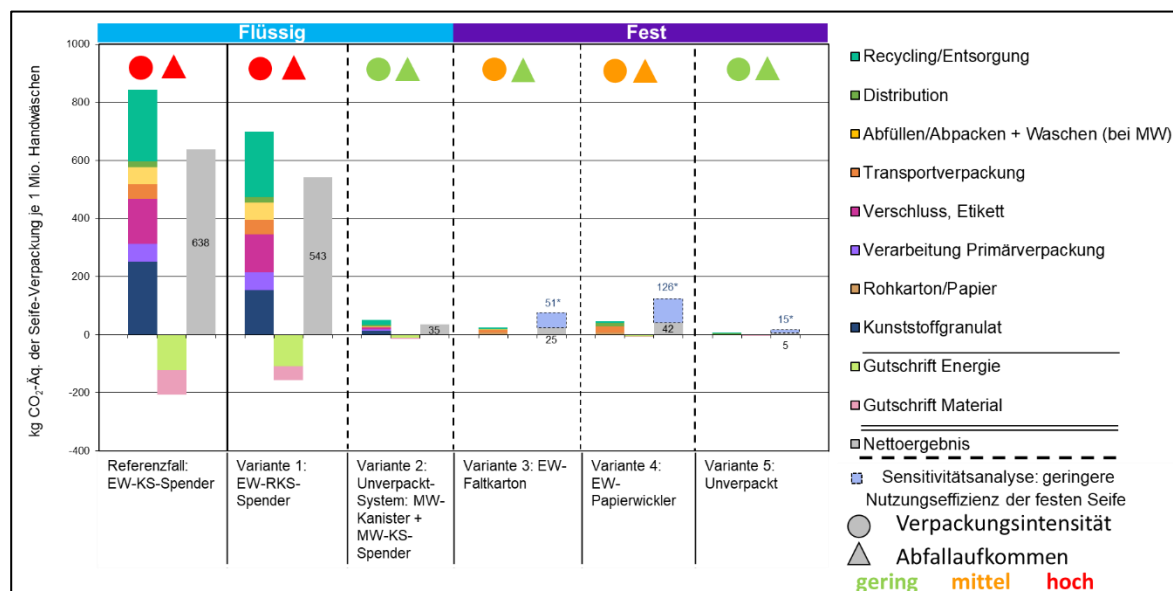 Flüssig
Fest
kg CO₂-Äq. der Seife-Verpackung je 1 Mio. Handwäschen
1000
800
600
400
200
0
-200
-400
638
543
35
51*
25
126*
42
15*
5
Referenzfall:
EW-KS-Spender
Variante 1:
EW-RKS-
Spender
Variante 2:
Unverpackt-
System: MW-
Kanister +
MW-KS-
Spender
Variante 3: EW-
Faltkarton
Variante 4:
EW-
Papierwickler
Variante 5:
Unverpackt
Recycling/Entsorgung
Distribution
Abfüllen/Abpacken + Waschen (bei MW)
Transportverpackung
Verschluss, Etikett
Verarbeitung Primärverpackung
Rohkarton/Papier
Kunststoffgranulat
Gutschrift Energie
Gutschrift Material
Nettoergebnis
Sensitivitätsanalyse: geringere
Nutzungseffizienz der festen Seife
Verpackungsintensität
Abfallaufkommen
gering mittel hoch